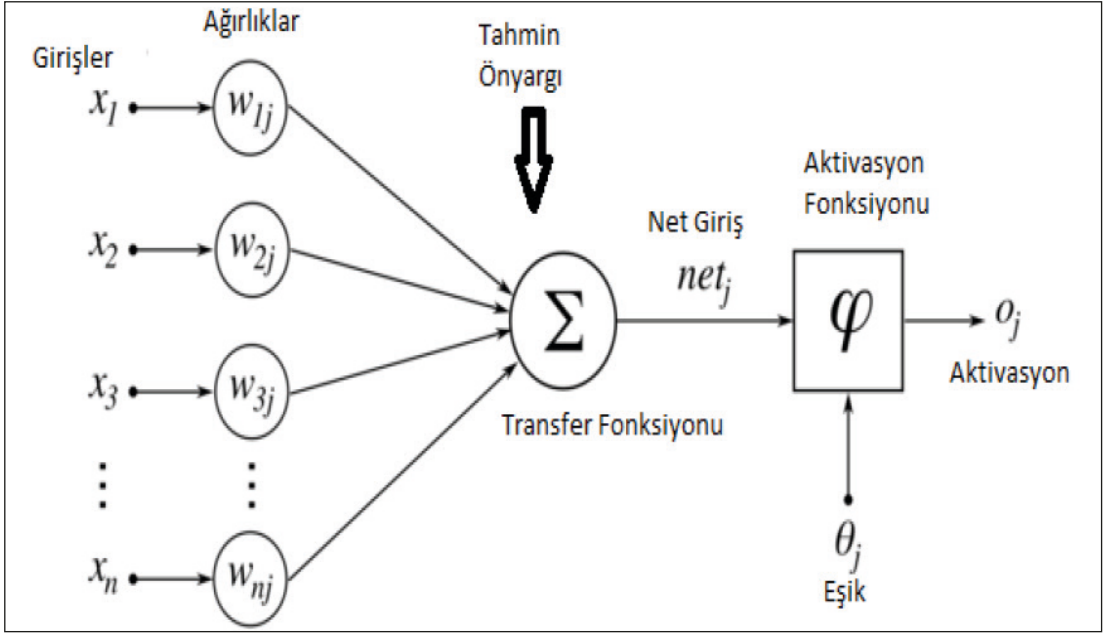 Girişler
Ağırlıklar
Tahmin
Önyargı
x1
w1j
x2
w2j
x3
w3j
xn
wnj
Σ
Transfer Fonksiyonu
Net Giriş
netj
Aktivasyon
Fonksiyonu
φ
oj
Aktivasyon
θj
Eşik